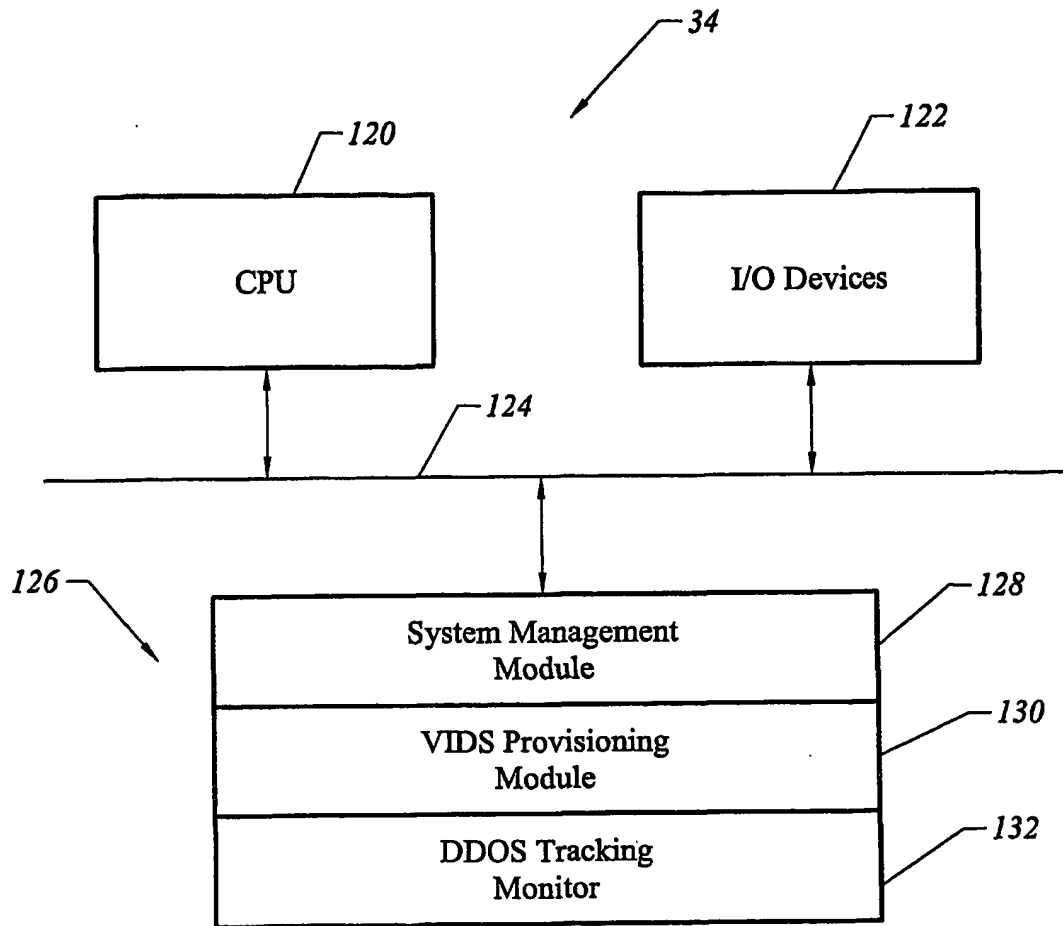 34
120
122
CPU
I/O Devices
124
126
128
System Management
Module
130
VIDS Provisioning
Module
132
DDOS Tracking
Monitor